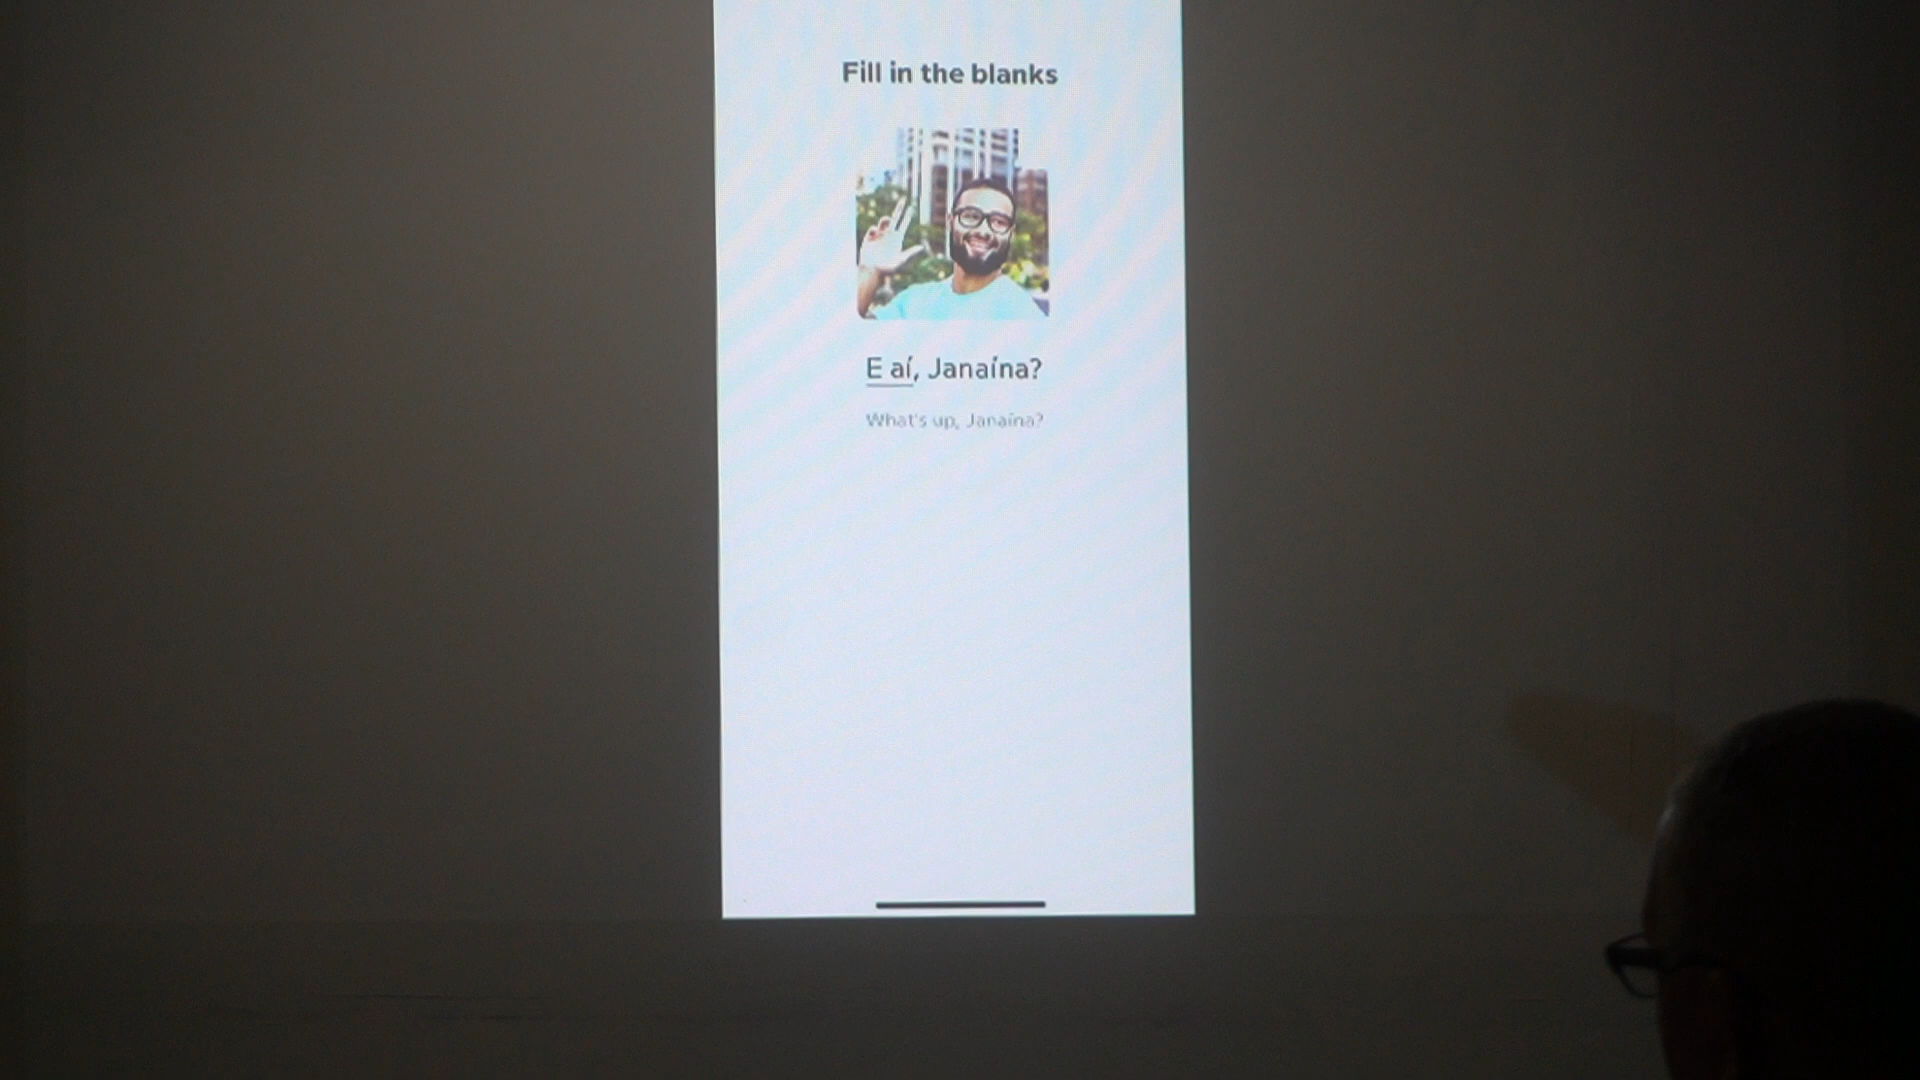 Fill in the blanks
E aí, Janaína?
What's up, Janaína?